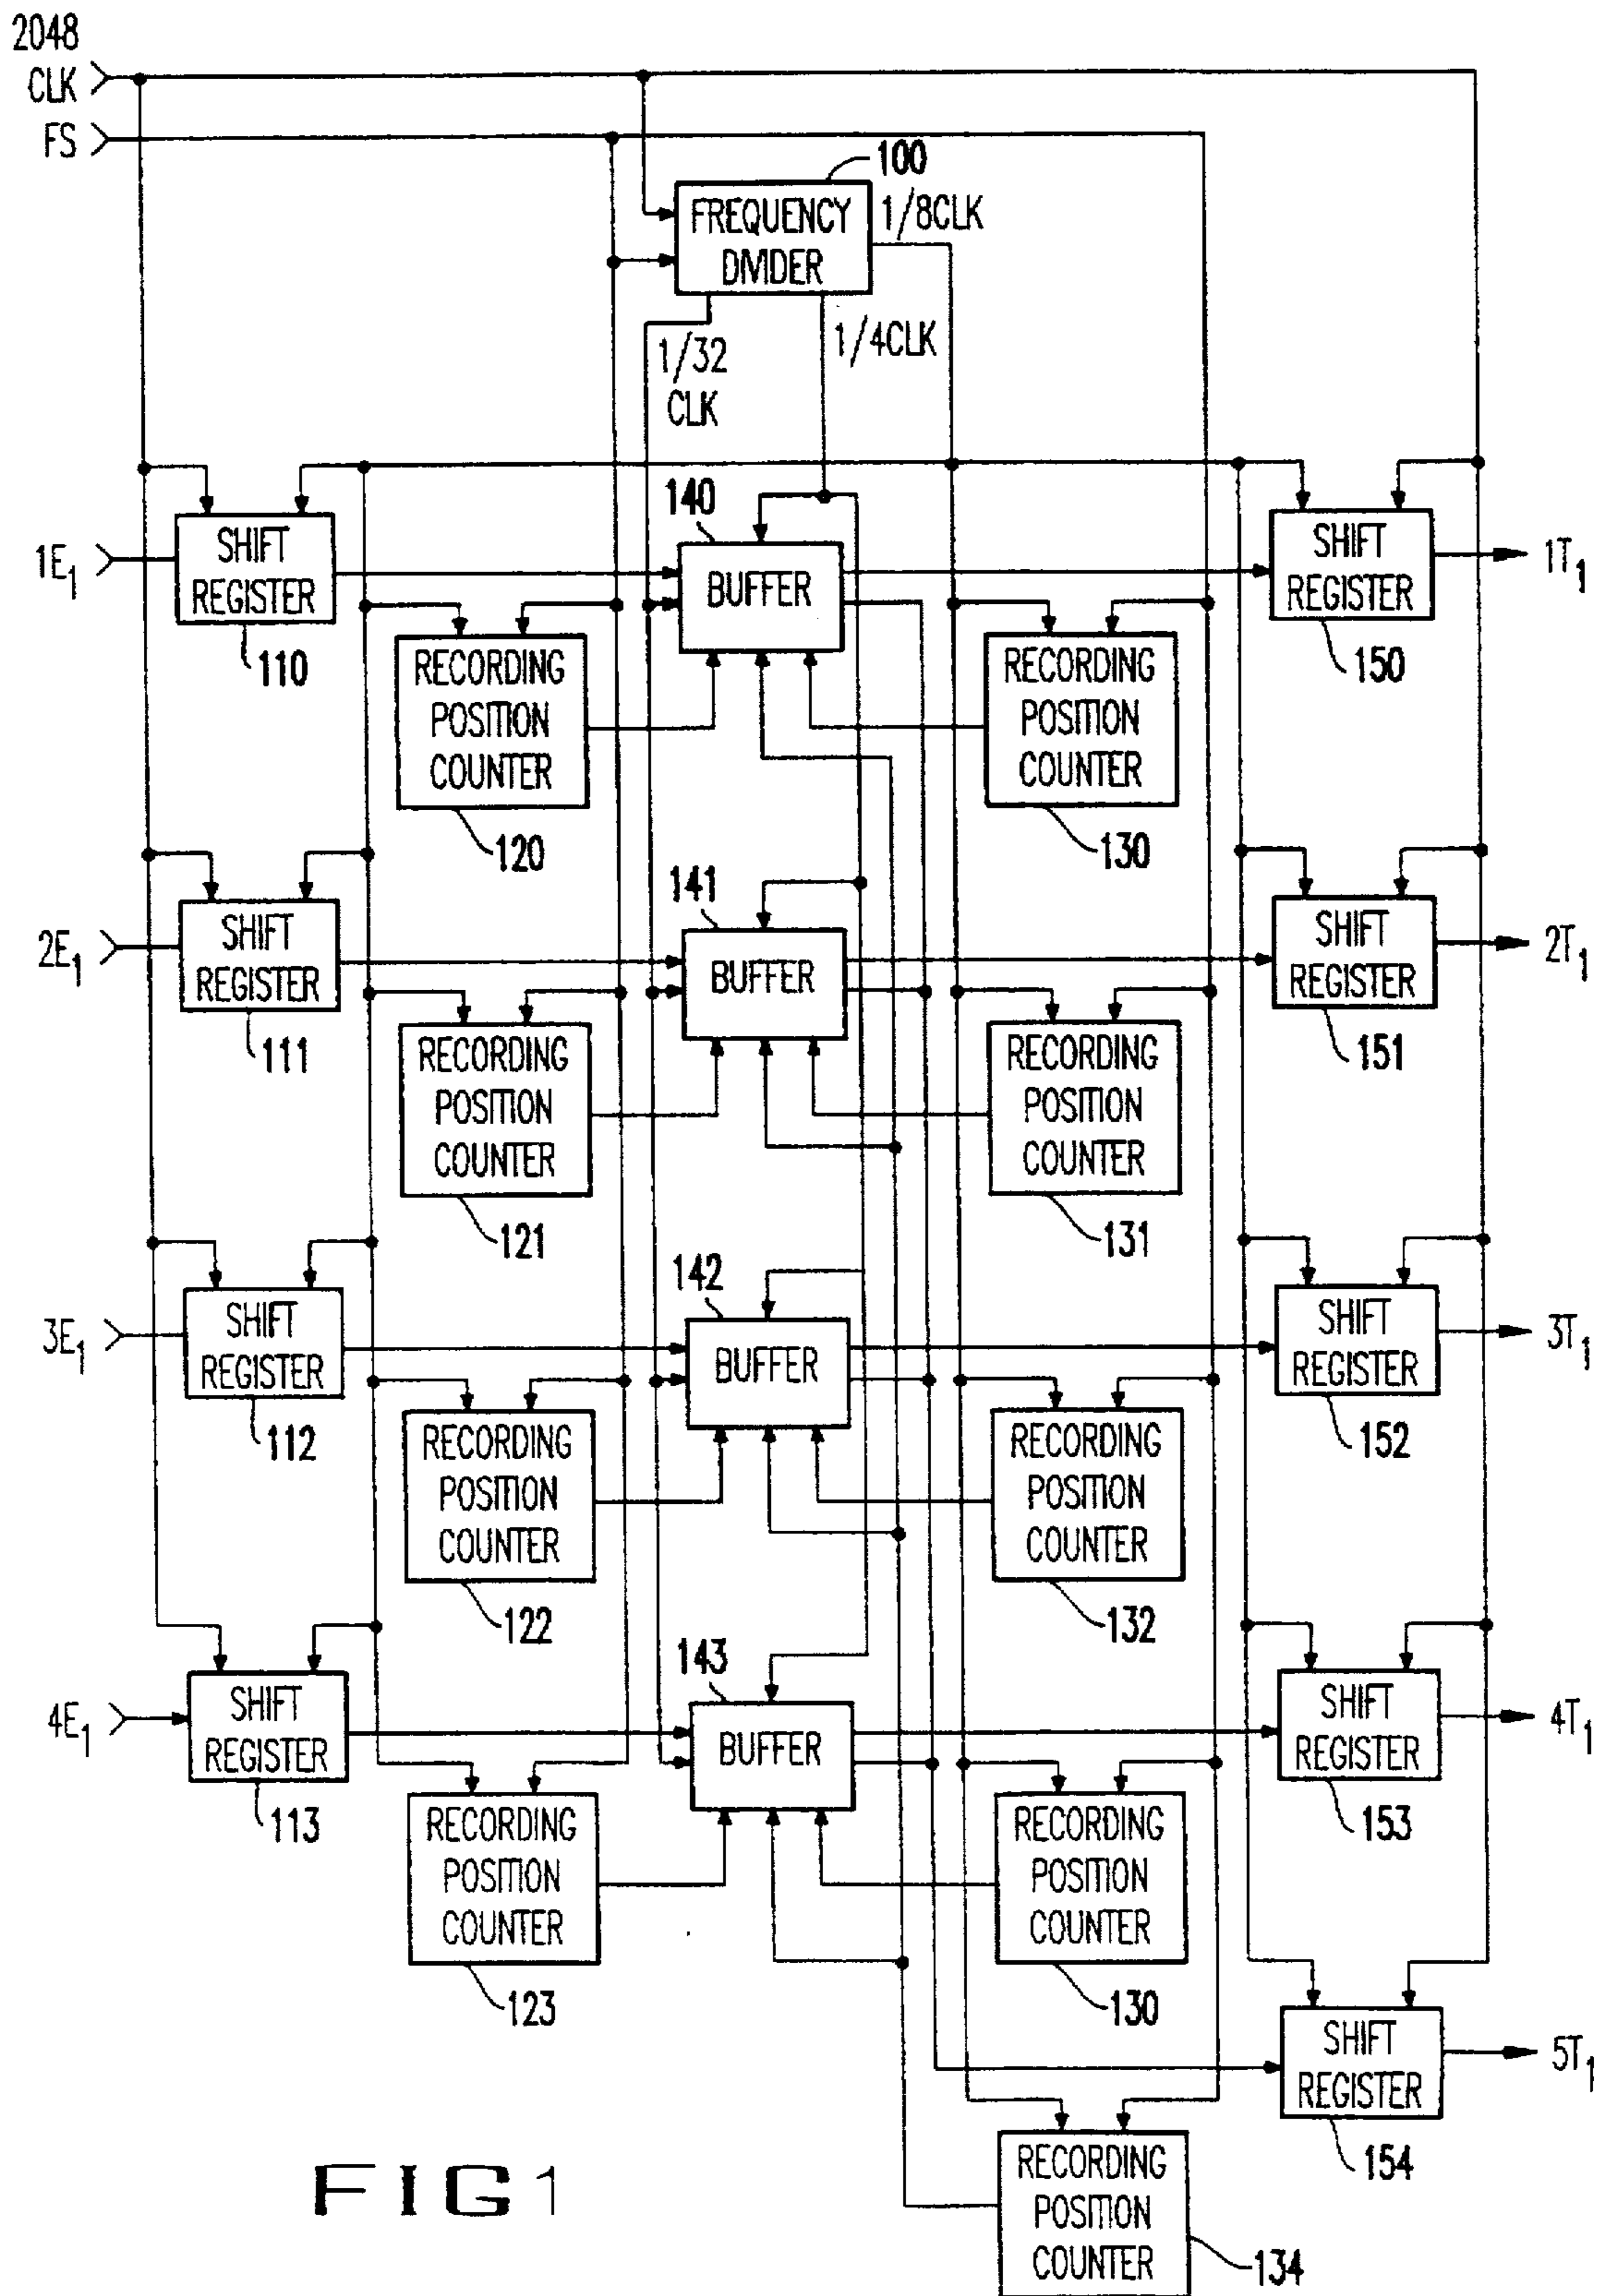 2048
CLK
FS
100
FREQUENCY
DIVIDER
1/8CLK
1/32
CLK
1/4CLK
140
1E1
SHIFT
REGISTER
110
BUFFER
SHIFT
REGISTER
150
1T1
RECORDING
POSITION
COUNTER
120
RECORDING
POSITION
COUNTER
130
141
2E1
SHIFT
REGISTER
111
BUFFER
SHIFT
REGISTER
151
2T1
RECORDING
POSITION
COUNTER
121
RECORDING
POSITION
COUNTER
131
142
3E1
SHIFT
REGISTER
112
BUFFER
SHIFT
REGISTER
152
3T1
RECORDING
POSITION
COUNTER
122
RECORDING
POSITION
COUNTER
132
143
4E1
SHIFT
REGISTER
113
BUFFER
SHIFT
REGISTER
153
4T1
RECORDING
POSITION
COUNTER
123
RECORDING
POSITION
COUNTER
130
SHIFT
REGISTER
154
5T1
RECORDING
POSITION
COUNTER
134
FIG 1